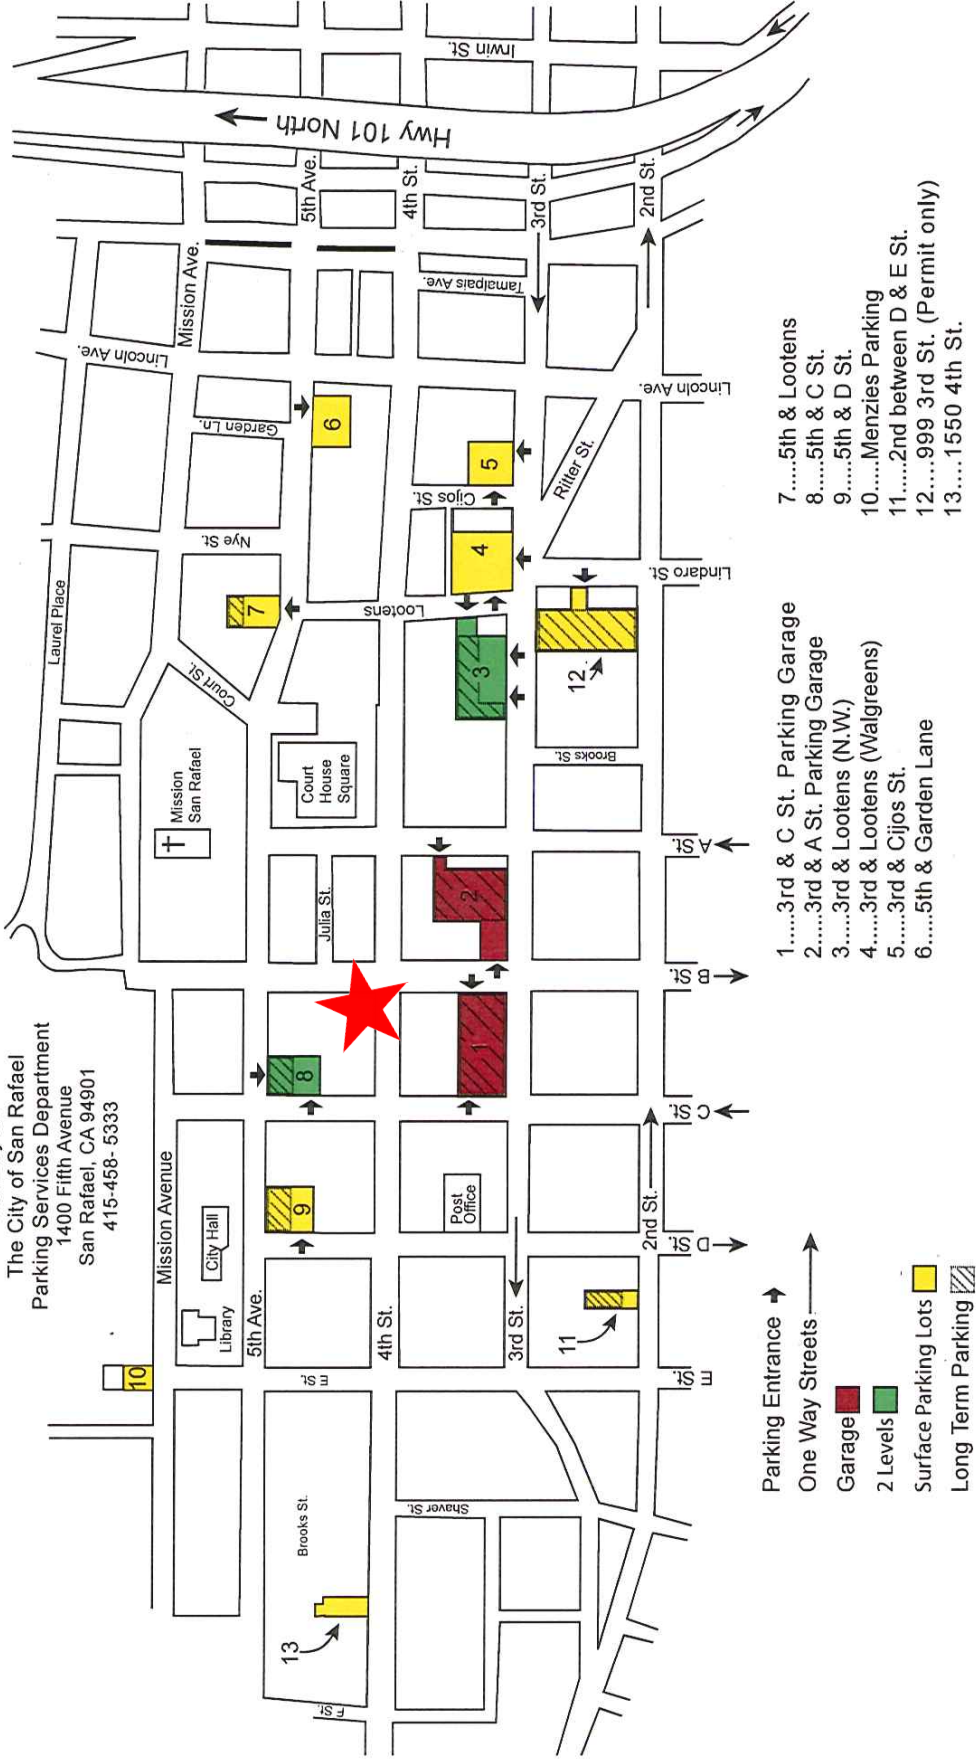 The City of San Rafael
Parking Services Department
1400 Fifth Avenue
San Rafael, CA 94901
415-458- 5333
Laurel Place
Mission Avenue
Mission Ave.
Lincoln Ave.
Garden Ln.
Nye St.
Court St.
Mission
San Rafael
City Hall
Library
10
5th Ave.
5th Ave.
Brooks St.
E St.
F St.
13
9
8
7
6
Julia St.
Court
House
Square
Lootens
4th St.
4th St.
Hwy 101 North
Irwin St.
Tamalpais Ave.
Cijos St.
Shaver St.
Post
Office
1
2
3
4
5
3rd St.
3rd St.
11
12
Brooks St.
Ritter St.
2nd St.
2nd St.
E St.
D St.
C St.
B St.
A St.
Lindaro St.
Lincoln Ave.
Parking Entrance
One Way Streets
Garage
2 Levels
Surface Parking Lots
Long Term Parking
1.....3rd & C St. Parking Garage
2.....3rd & A St. Parking Garage
3.....3rd & Lootens (N.W.)
4.....3rd & Lootens (Walgreens)
5.....3rd & Cijos St.
6.....5th & Garden Lane
7.....5th & Lootens
8.....5th & C St.
9.....5th & D St.
10.....Menzies Parking
11.....2nd between D & E St.
12....999 3rd St. (Permit only)
13....1550 4th St.